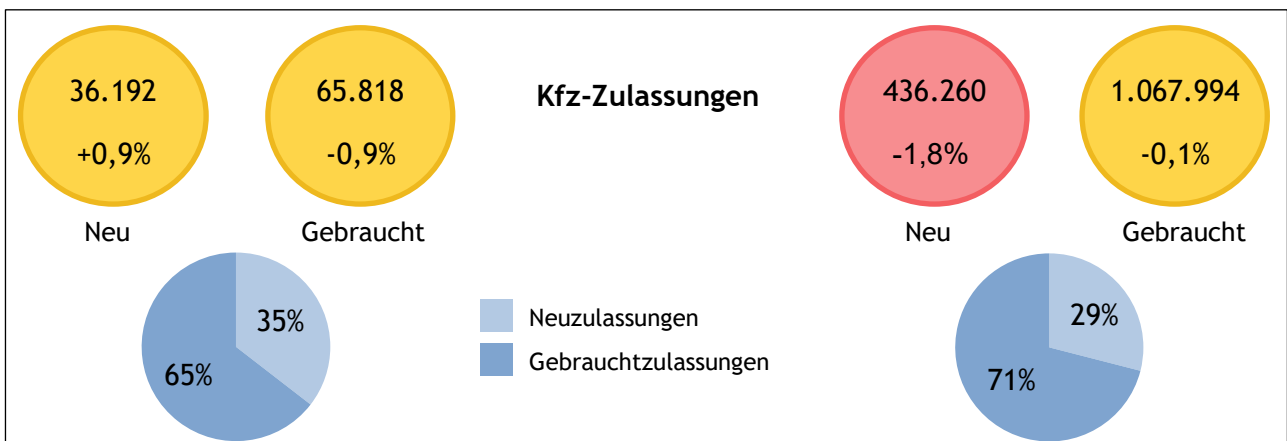 36.192
+0,9%
Neu
65.818
-0,9%
Gebraucht
Kfz-Zulassungen
436.260
-1,8%
Neu
1.067.994
-0,1%
Gebraucht
35%
65%
Neuzulassungen
Gebrauchtzulassungen
29%
71%